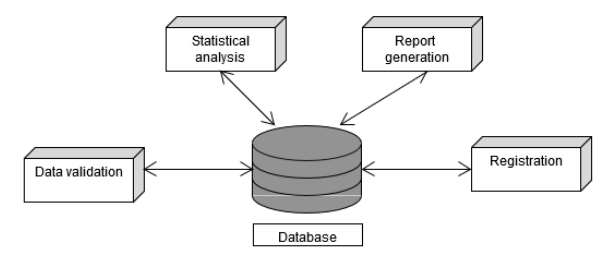 Statistical
analysis
Report
generation
Data validation
Registration
Database